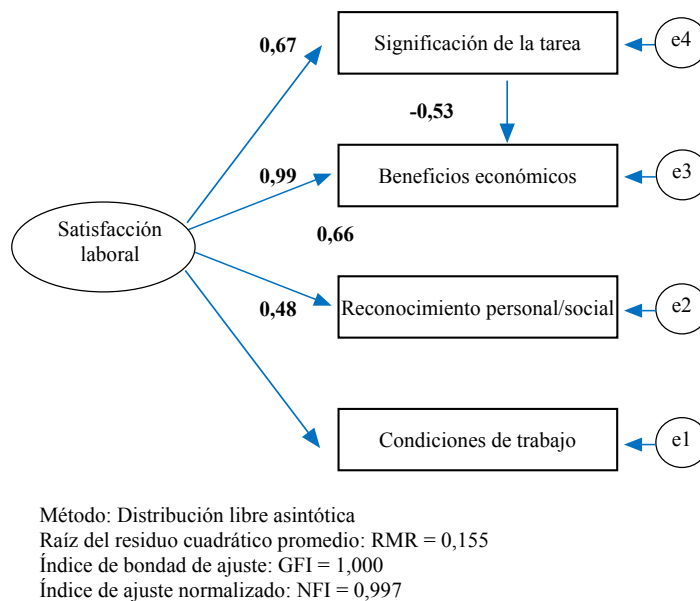 0,67
Significación de la tarea
e4
-0,53
0,99
Beneficios económicos
e3
Satisfacción
laboral
0,66
0,48
Reconocimiento personal/social
e2
Condiciones de trabajo
e1
Método: Distribución libre asintótica
Raíz del residuo cuadrático promedio: RMR = 0,155
Índice de bondad de ajuste: GFI = 1,000
Índice de ajuste normalizado: NFI = 0,997